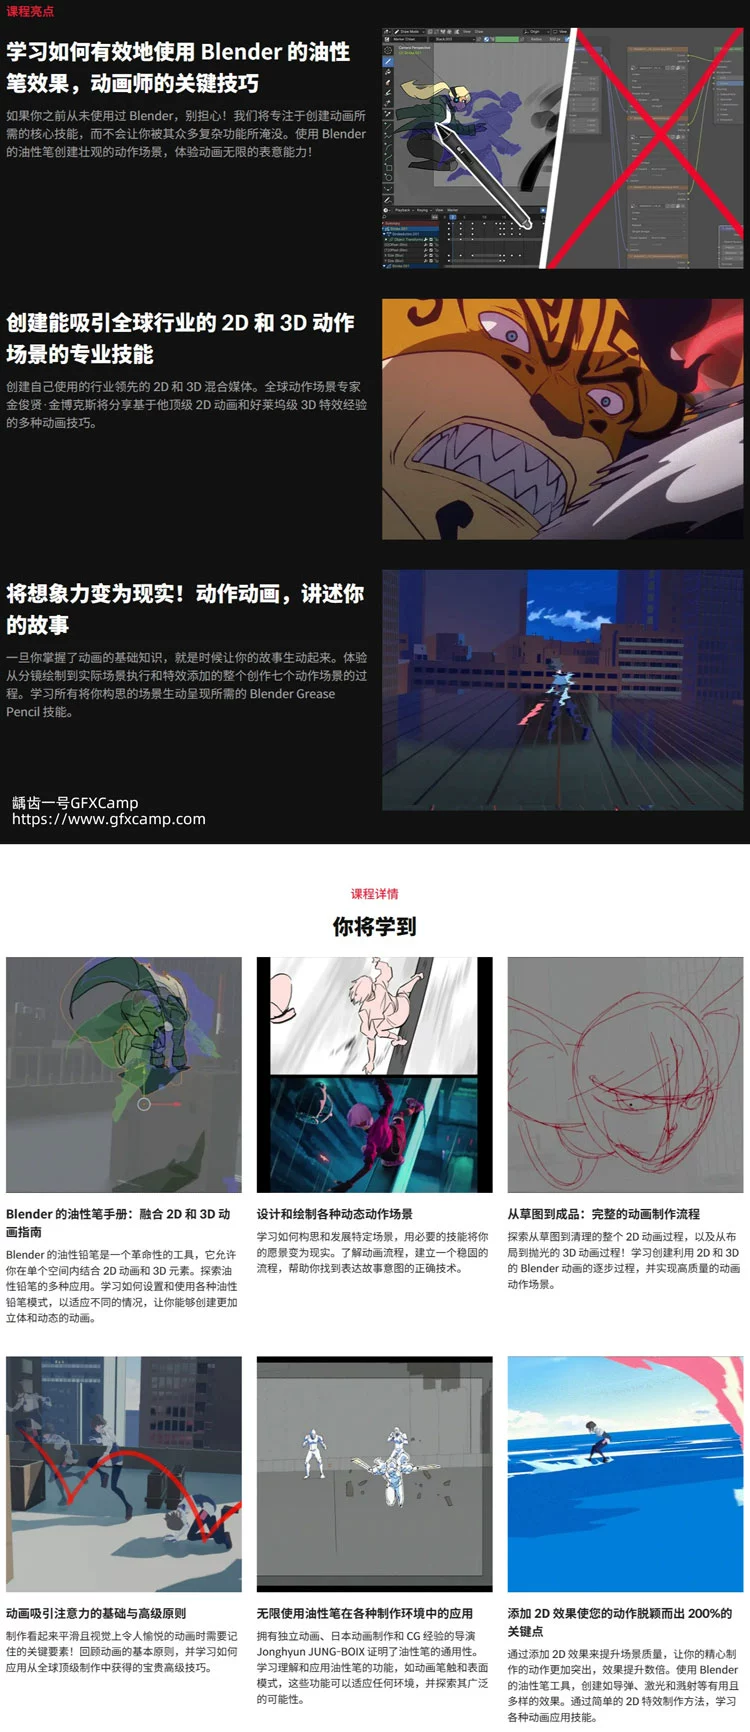 课程亮点
学习如何有效地使用 Blender 的油性
笔效果，动画师的关键技巧
如果你之前从未使用过 Blender，别担心！我们将专注于创建动画所
需的核心技能，而不会让你被其众多复杂功能所淹没。使用 Blender
的油性笔创建壮观的动作场景，体验动画无限的表意能力！
创建能吸引全球行业的 2D 和 3D 动作
场景的专业技能
创建自己使用的行业领先的 2D 和 3D 混合媒体。全球动作场景专家
金俊贤·金博克斯将分享基于他顶级 2D 动画和好莱坞级 3D 特效经验
的多种动画技巧。
将想象力变为现实！动作动画，讲述你
的故事
一旦你掌握了动画的基础知识，就是时候让你的故事生动起来。体验
从分镜绘制到实际场景执行和特效添加的整个创作七个动作场景的过
程。学习所有将你构思的场景生动呈现所需的 Blender Grease
Pencil 技能。
龋齿一号GFXCamp
https://www.gfxcamp.com
课程详情
你将学到
Blender 的油性笔手册：融合 2D 和 3D 动
画指南
Blender 的油性铅笔是一个革命性的工具，它允许
你在单个空间内结合 2D 动画和 3D 元素。探索油
性铅笔的多种应用。学习如何设置和使用各种油性
铅笔模式，以适应不同的情况，让你能够创建更加
立体和动态的动画。
设计和绘制各种动态动作场景
学习如何构思和发展特定场景，用必要的技能将你
的愿景变为现实。了解动画流程，建立一个稳固的
流程，帮助你找到表达故事意图的正确技术。
从草图到成品：完整的动画制作流程
探索从草图到清理的整个 2D 动画过程，以及从布
局到抛光的 3D 动画过程！学习创建利用 2D 和 3D
的 Blender 动画的逐步过程，并实现高质量的动画
动作场景。
动画吸引注意力的基础与高级原则
制作看起来平滑且视觉上令人愉悦的动画时需要记
住的关键要素！回顾动画的基本原则，并学习如何
应用从全球顶级制作中获得的宝贵高级技巧。
无限使用油性笔在各种制作环境中的应用
拥有独立动画、日本动画制作和 CG 经验的导演
Jonghyun JUNG-BOIX 证明了油性笔的通用性。
学习理解和应用油性笔的功能，如动画笔触和表面
模式，这些功能可以适应任何环境，并探索其广泛
的可能性。
添加 2D 效果使您的动作脱颖而出 200%的
关键点
通过添加 2D 效果来提升场景质量，让你的精心制
作的动作更加突出，效果提升数倍。使用 Blender
的油性笔工具，创建如导弹、激光和溅射等有用且
多样的效果。通过简单的 2D 特效制作方法，学习
各种动画应用技能。